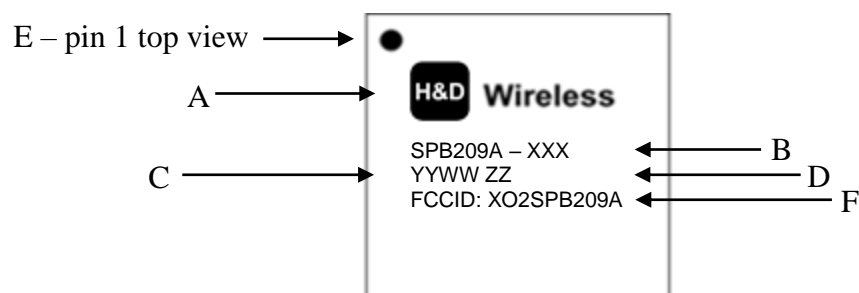 E – pin 1 top view
A
H&D Wireless
SPB209A – XXX
B
C
YYWW ZZ
D
FCCID: XO2SPB209A
F